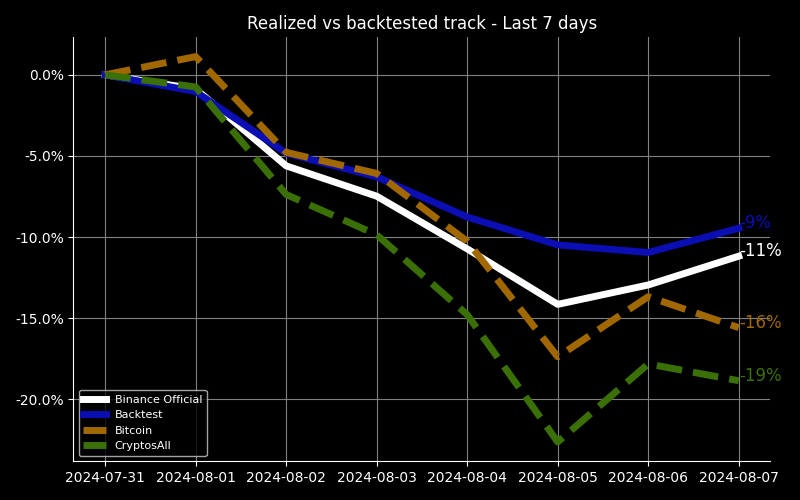 Realized vs backtested track - Last 7 days
0.0%
-5.0%
-10.0%
-15.0%
-20.0%
-9%
-11%
-16%
-19%
Binance Official
Backtest
Bitcoin
CryptosAll
2024-07-31 2024-08-01 2024-08-02 2024-08-03 2024-08-04 2024-08-05 2024-08-06 2024-08-07